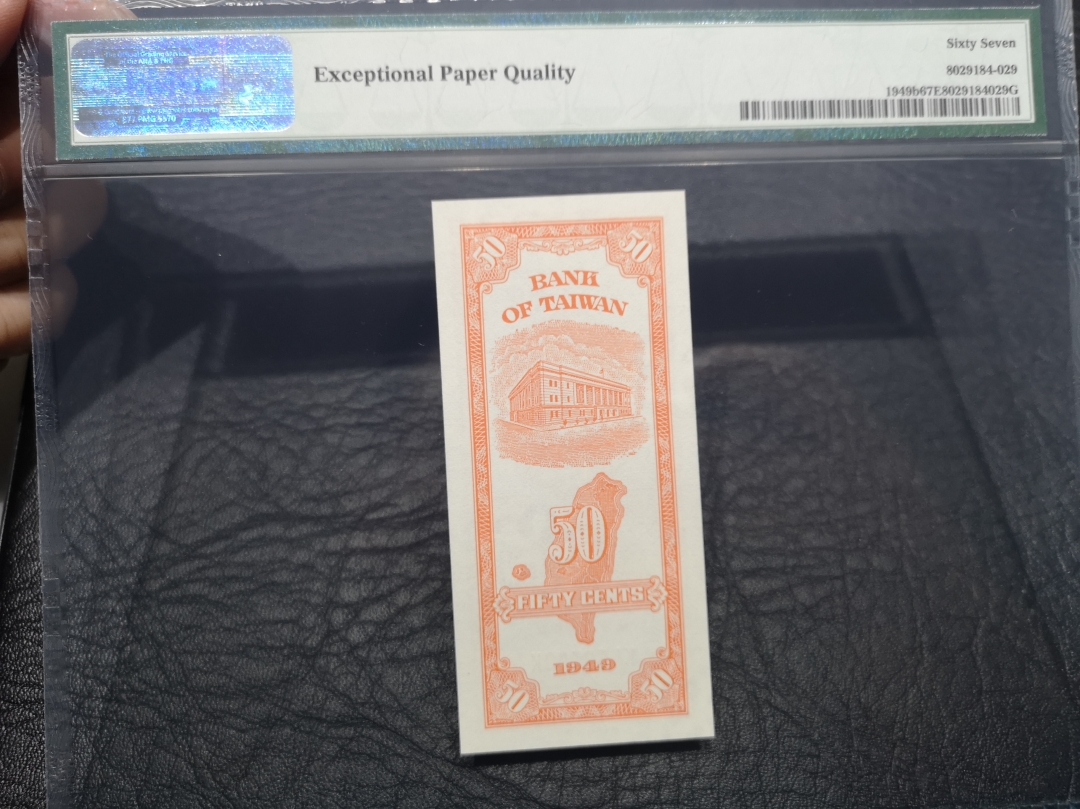 Exceptional Paper Quality
Sixty Seven
8029184-029
1949b67E8029184029G
50 50
BANK
OF TAIWAN
50
FIFTY CENTS
1949
50 50